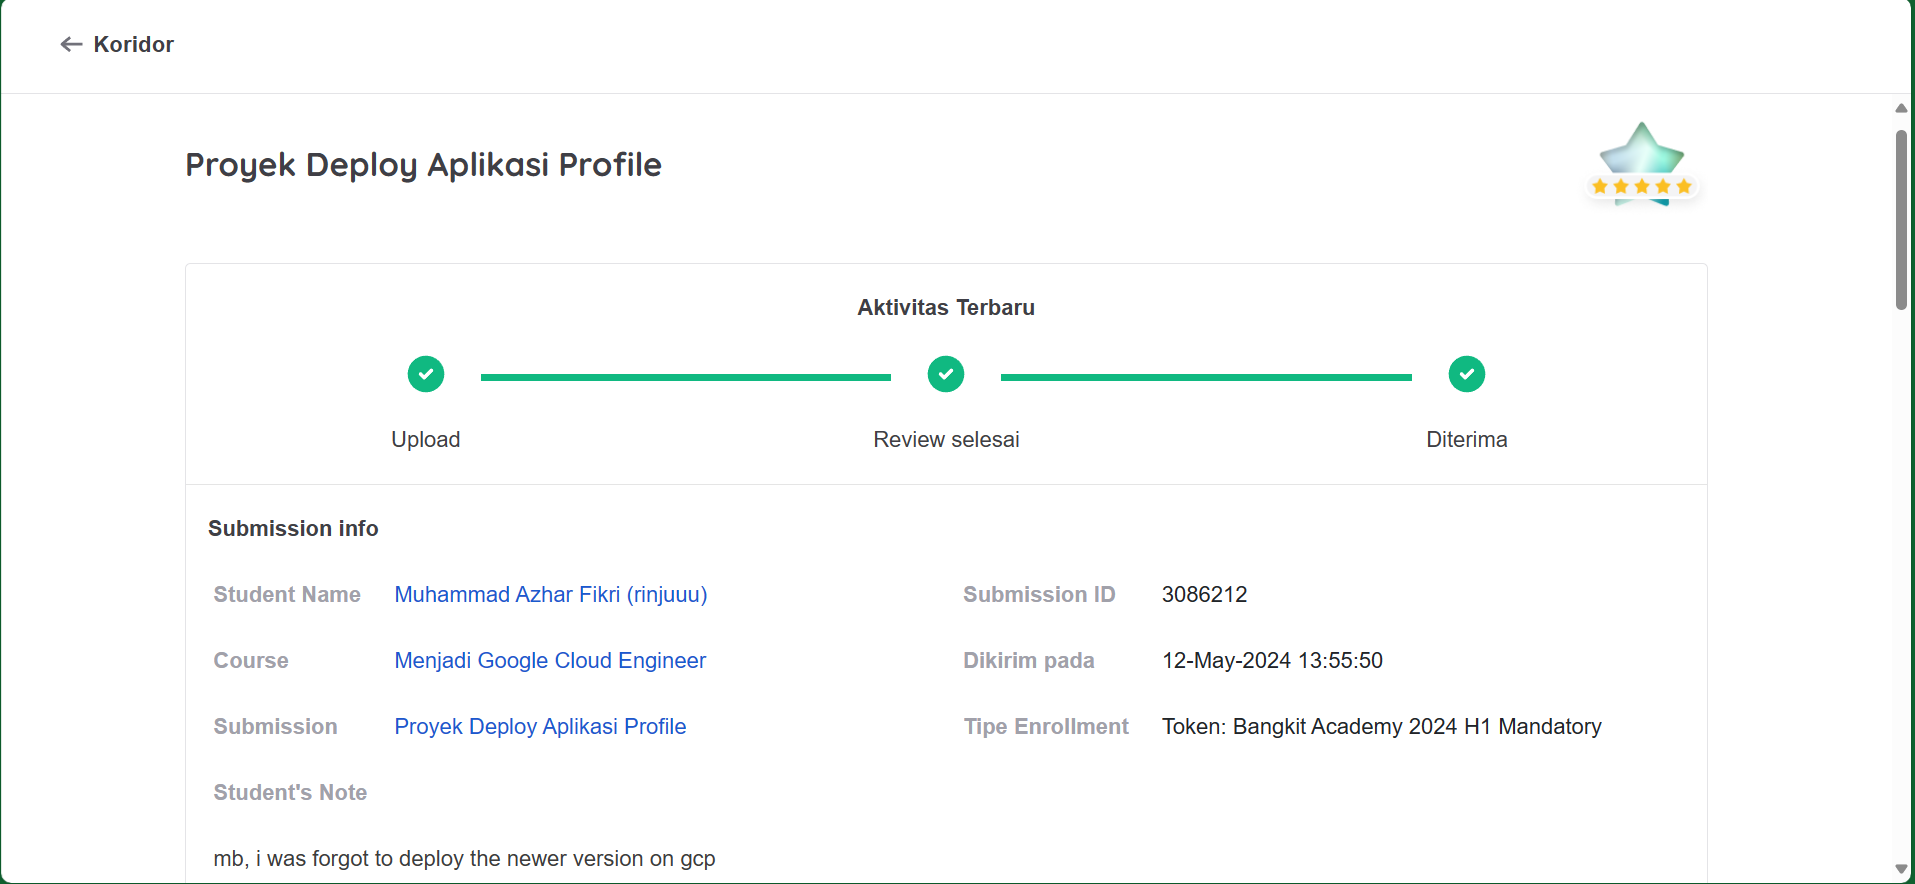 Koridor
Proyek Deploy Aplikasi Profile
Aktivitas Terbaru
Upload
Review selesai
Diterima
Submission info
Student Name Muhammad Azhar Fikri (rinjuuu)
Submission ID 3086212
Course Menjadi Google Cloud Engineer
Dikirim pada 12-May-2024 13:55:50
Submission Proyek Deploy Aplikasi Profile
Tipe Enrollment Token: Bangkit Academy 2024 H1 Mandatory
Student's Note
mb, i was forgot to deploy the newer version on gcp